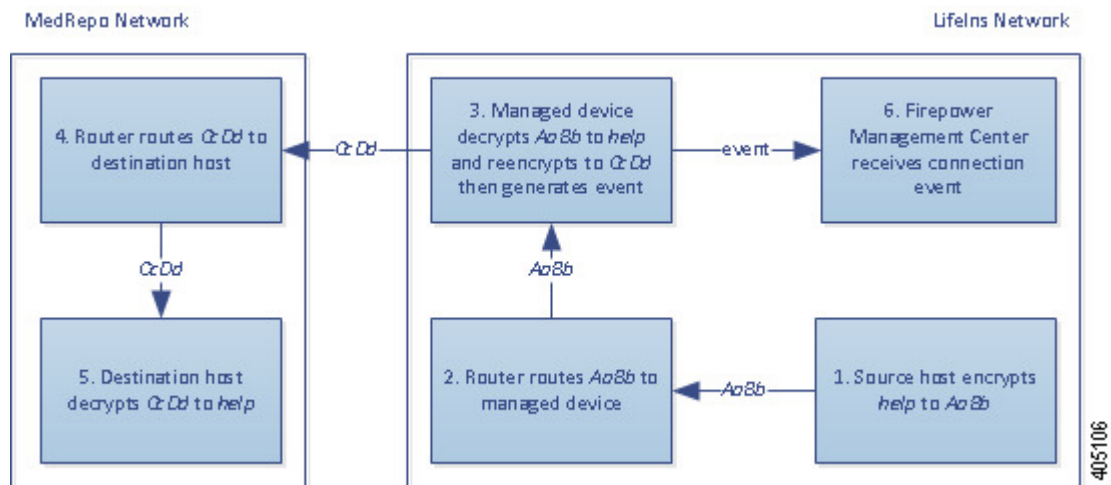 MedRepo Network
LifeIns Network
4. Router routes CcDd to
destination host
CcDd
3. Managed device
decrypts AaBb to help
and reencrypts to CcDd
then generates event
event
6. Firepower
Management Center
receives connection
event
CcDd
AaBb
5. Destination host
decrypts CcDd to help
2. Router routes AaBb to
managed device
AaBb
1. Source host encrypts
help to AaBb
405106